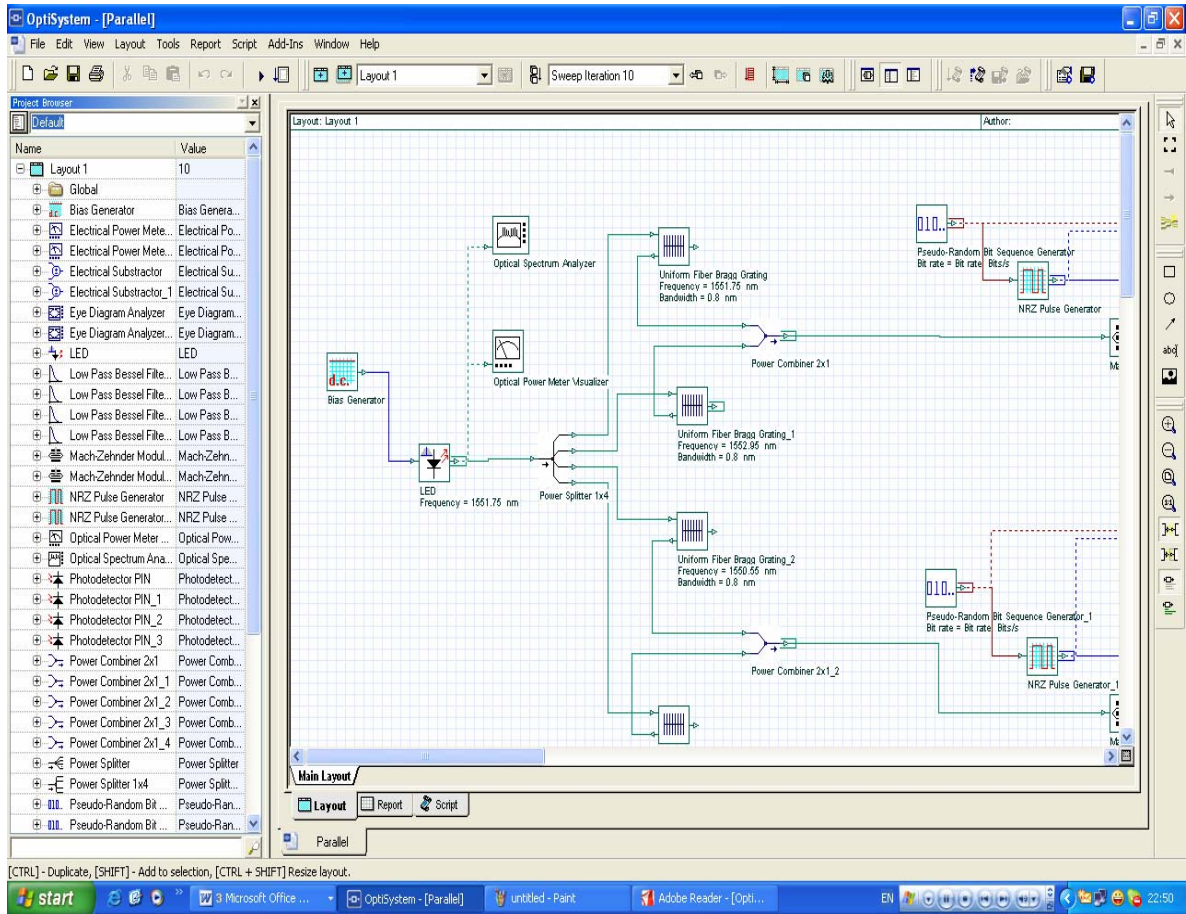 OptiSystem - [Parallel]
File Edit View Layout Tools Report Script Add-Ins Window Help
Layout 1
Sweep Iteration 10
Project Browser
Default
Name Value
Layout 1 10
Global
Bias Generator Bias Genera...
Electrical Power Mete... Electrical Po...
Electrical Power Mete... Electrical Po...
Electrical Substractor Electrical Su...
Electrical Substractor_1 Electrical Su...
Eye Diagram Analyzer Eye Diagram...
Eye Diagram Analyzer... Eye Diagram...
LED LED
Low Pass Bessel Filte... Low Pass B...
Low Pass Bessel Filte... Low Pass B...
Low Pass Bessel Filte... Low Pass B...
Low Pass Bessel Filte... Low Pass B...
Mach-Zehnder Modul... Mach-Zehn...
Mach-Zehnder Modul... Mach-Zehn...
NRZ Pulse Generator NRZ Pulse ...
NRZ Pulse Generator... NRZ Pulse ...
Optical Power Meter ... Optical Pow...
Optical Spectrum Ana... Optical Spe...
Photodetector PIN Photodetect...
Photodetector PIN_1 Photodetect...
Photodetector PIN_2 Photodetect...
Photodetector PIN_3 Photodetect...
Power Combiner 2x1 Power Comb...
Power Combiner 2x1_1 Power Comb...
Power Combiner 2x1_2 Power Comb...
Power Combiner 2x1_3 Power Comb...
Power Combiner 2x1_4 Power Comb...
Power Splitter Power Splitter
Power Splitter 1x4 Power Splitt...
Pseudo-Random Bit ... Pseudo-Ran...
Pseudo-Random Bit ... Pseudo-Ran...
Layout: Layout 1
Author:
Optical Spectrum Analyzer
Optical Power Meter Visualizer
d.c.
Bias Generator
LED
Frequency = 1551.75 nm
Power Splitter 1x4
Uniform Fiber Bragg Grating
Frequency = 1551.75 nm
Bandwidth = 0.8 nm
Power Combiner 2x1
Uniform Fiber Bragg Grating_1
Frequency = 1552.95 nm
Bandwidth = 0.8 nm
Uniform Fiber Bragg Grating_2
Frequency = 1550.55 nm
Bandwidth = 0.8 nm
Power Combiner 2x1_2
010..
Pseudo-Random Bit Sequence Generator
Bit rate = Bit rate Bits/s
NRZ Pulse Generator
Ma
010..
Pseudo-Random Bit Sequence Generator_1
Bit rate = Bit rate Bits/s
NRZ Pulse Generator_1
Ma
Main Layout
Layout Report Script
Parallel
[CTRL] - Duplicate, [SHIFT] - Add to selection, [CTRL + SHIFT] Resize layout.
start
3 Microsoft Office ...
OptiSystem - [Parallel]
untitled - Paint
Adobe Reader - [Opti...
EN
22:50